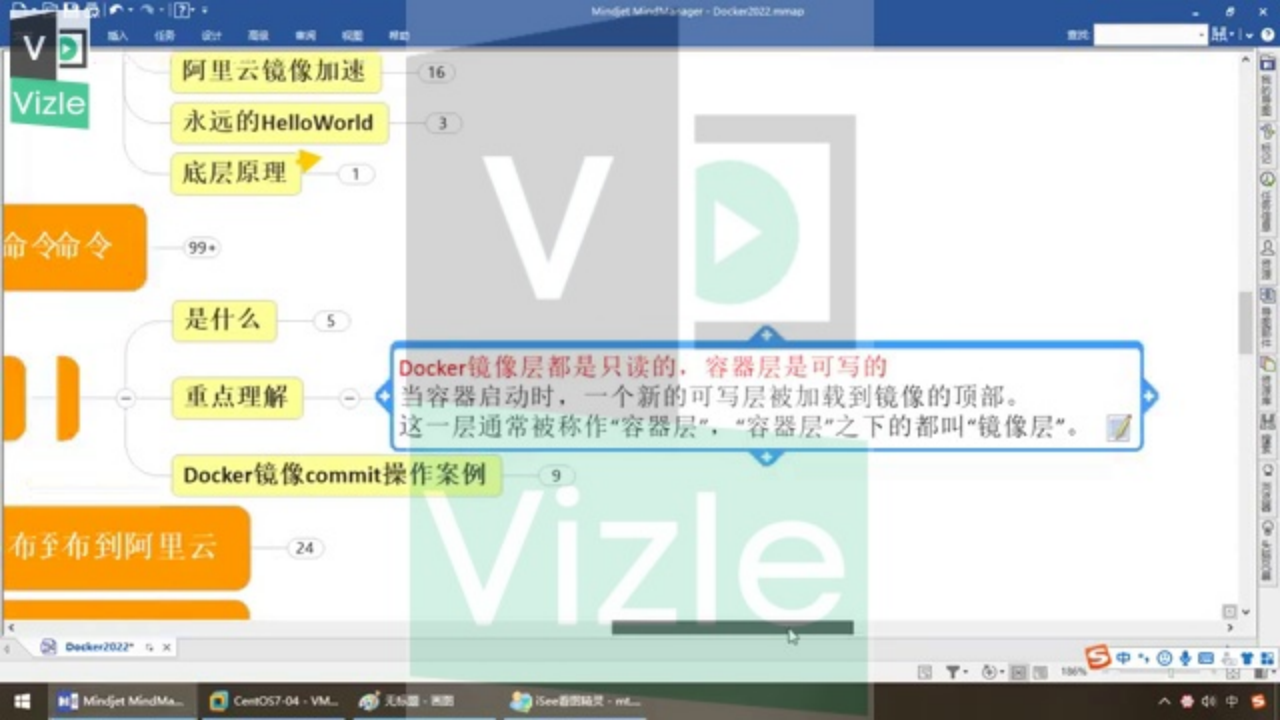 Mindjet MindManager - Docker2022.mmap
插入 任务 设计 高级 审阅 视图 帮助
查找:
V
Vizle
阿里云镜像加速 16
永远的HelloWorld 3
底层原理 1
命令命令 99+
V
是什么 5
重点理解
Docker镜像层都是只读的，容器层是可写的
当容器启动时，一个新的可写层被加载到镜像的顶部。
这一层通常被称作“容器层”，“容器层”之下的都叫“镜像层”。
Docker镜像commit操作案例 9
Vizle
布到布到阿里云 24
Docker2022*
中
186%
Mindjet MindMa... CentOS7-04 - VM... 无标题 - 画图 iSee看图精灵 - mt...
中